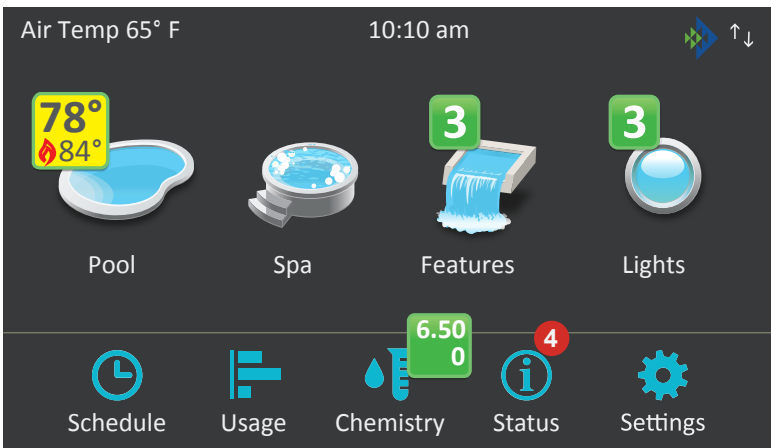 Air Temp 65° F 10:10 am
78°
84°
3
3
Pool Spa Features Lights
6.50
0
4
Schedule Usage Chemistry Status Settings